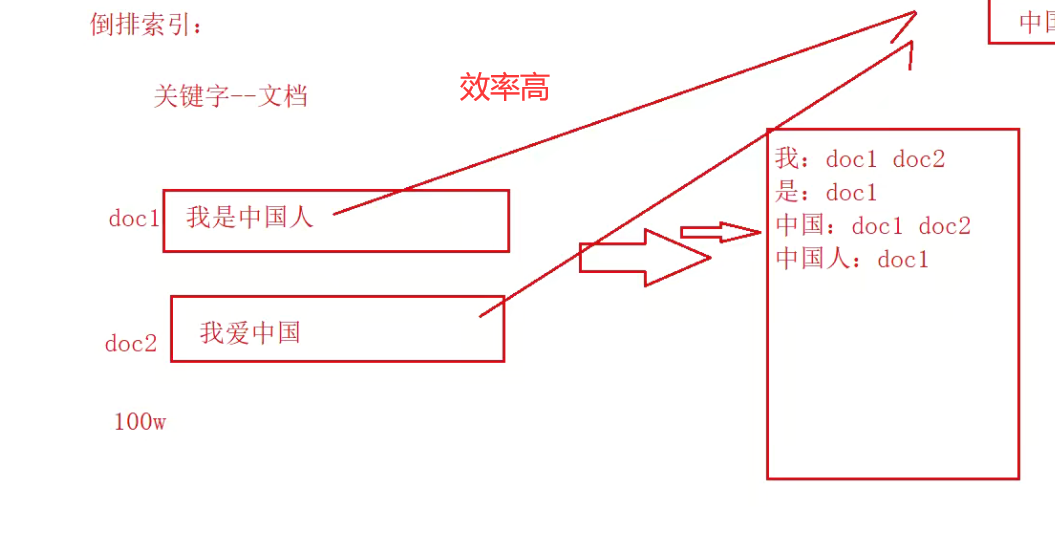 倒排索引：
中国
关键字--文档
效率高
我：doc1 doc2
是：doc1
中国：doc1 doc2
中国人：doc1
doc1 我是中国人
doc2 我爱中国
100w